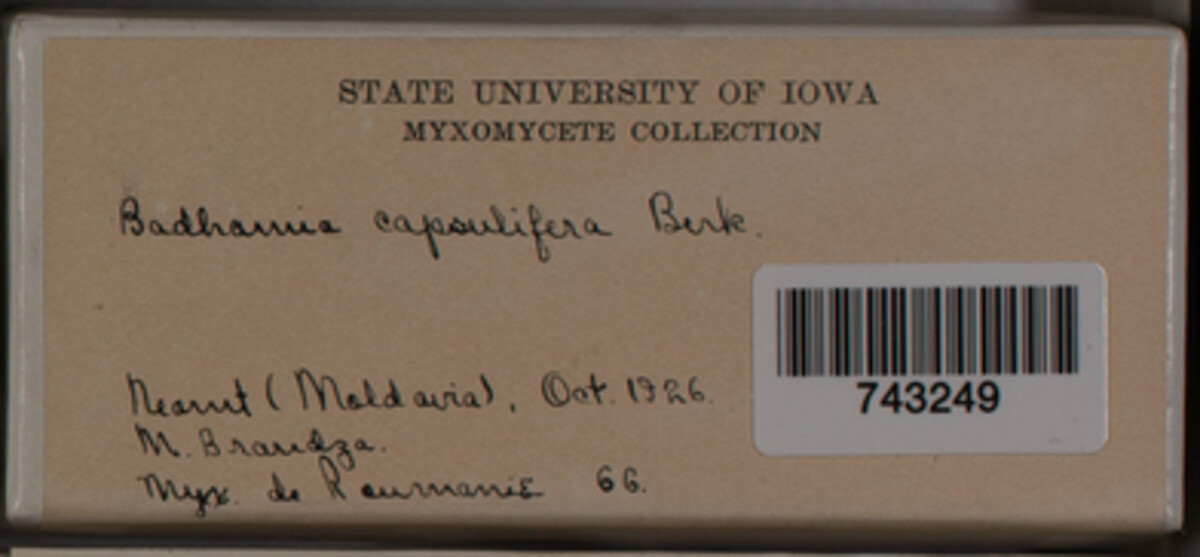 STATE UNIVERSITY OF IOWA
MYXOMYCETE COLLECTION
Badhamia capsulifera Berk.
743249
Neamt (Moldavia), Oct. 1926.
M. Brandza.
Myx. de Roumanie 66.